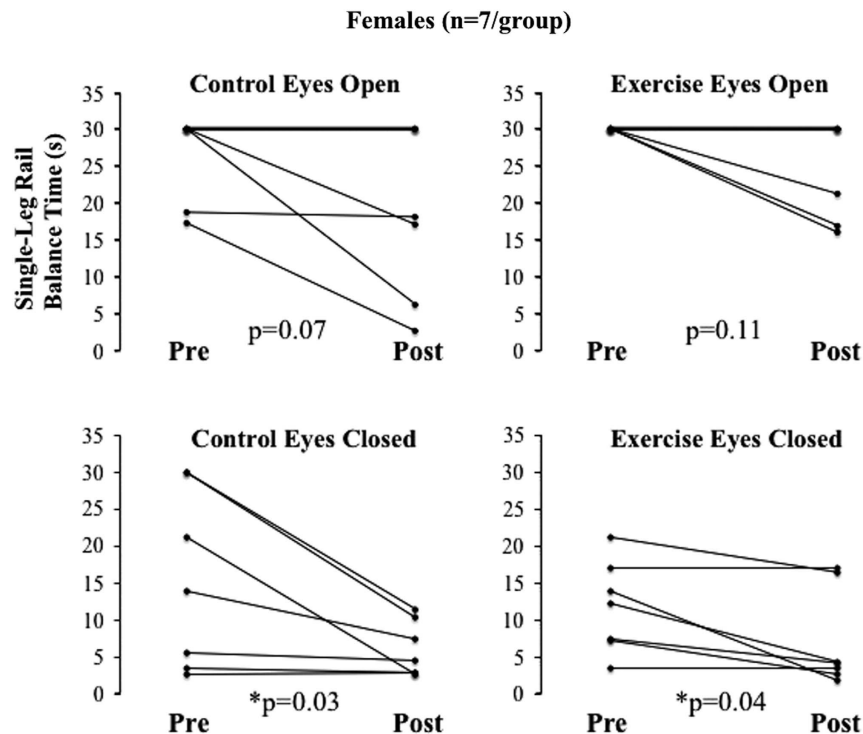 Females (n=7/group)
Control Eyes Open
Exercise Eyes Open
Single-Leg Rail
Balance Time (s)
35
30
25
20
15
10
5
0
p=0.07
Pre
Post
35
30
25
20
15
10
5
0
p=0.11
Pre
Post
Control Eyes Closed
35
30
25
20
15
10
5
0
*p=0.03
Pre
Post
Exercise Eyes Closed
35
30
25
20
15
10
5
0
*p=0.04
Pre
Post